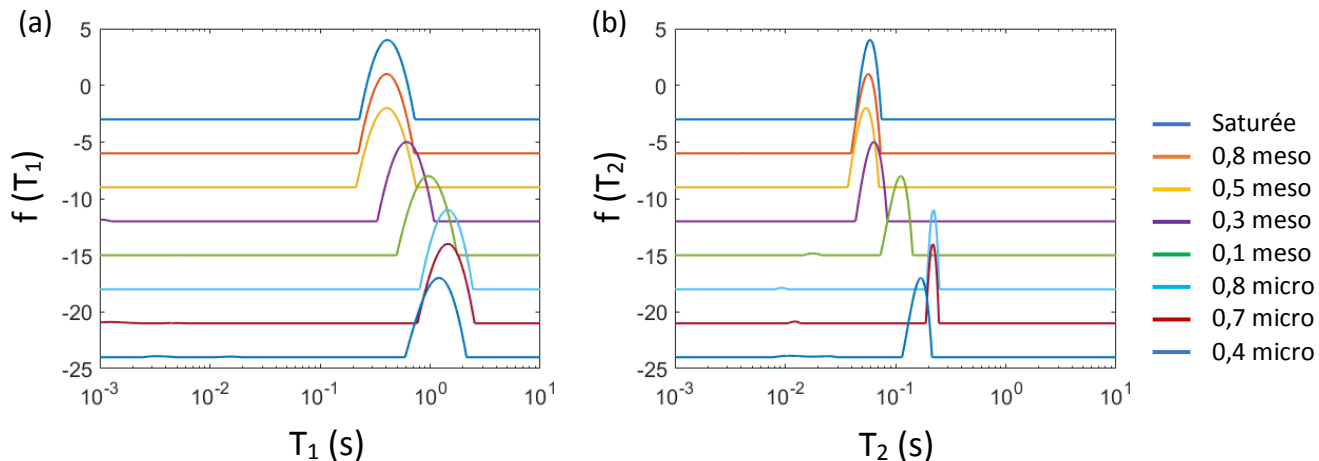 (a)
5
0
-5
-10
-15
-20
-25
f (T₁)
10⁻³
10⁻²
10⁻¹
10⁰
10¹
T₁ (s)
(b)
5
0
-5
-10
-15
-20
-25
f (T₂)
10⁻³
10⁻²
10⁻¹
10⁰
10¹
T₂ (s)
Saturée
0,8 meso
0,5 meso
0,3 meso
0,1 meso
0,8 micro
0,7 micro
0,4 micro